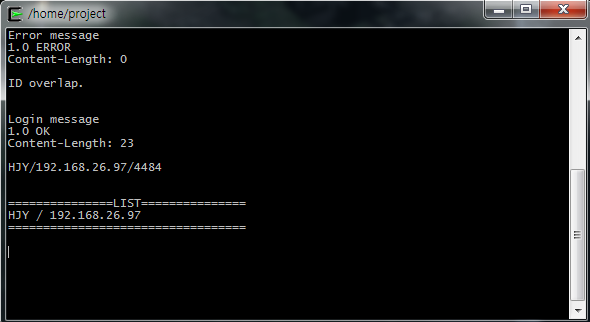 /home/project
Error message
1.0 ERROR
Content-Length: 0
ID overlap.
Login message
1.0 OK
Content-Length: 23
HJY/192.168.26.97/4484
===============LIST===============
HJY / 192.168.26.97
==================================